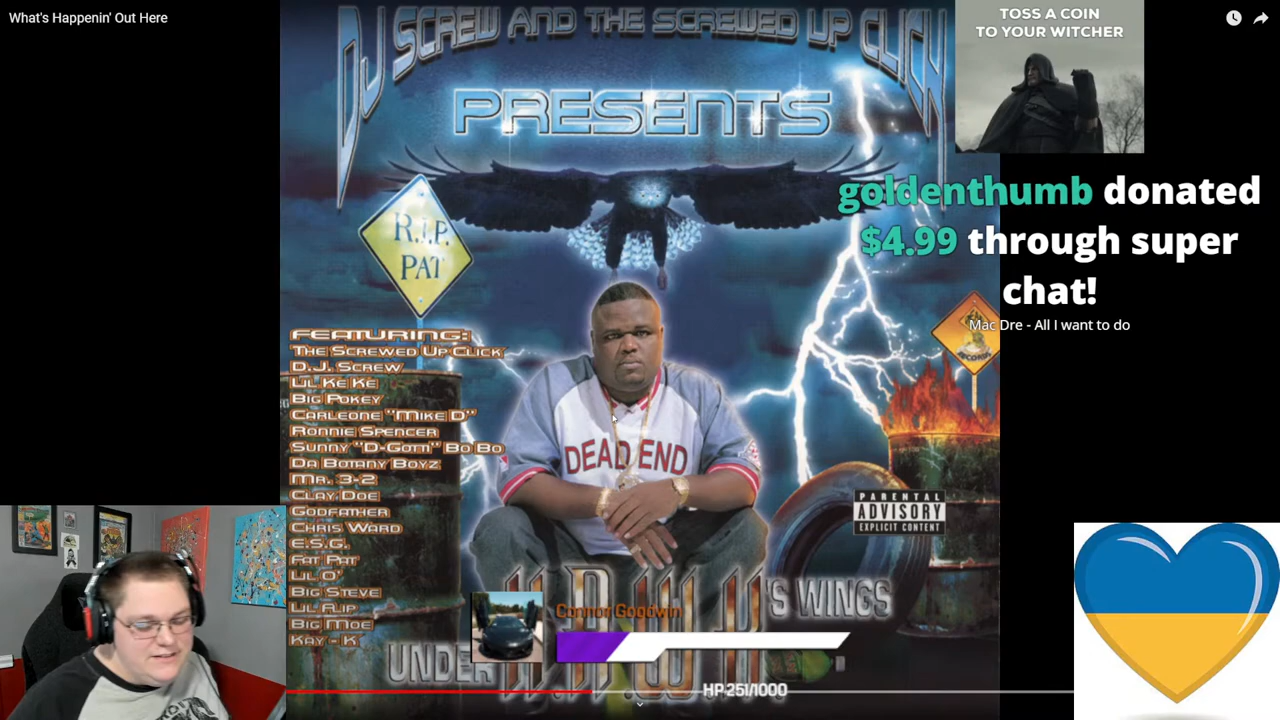 What's Happenin' Out Here
DJ SCREW AND THE SCREWED UP CLICK
PRESENTS
TOSS A COIN
TO YOUR WITCHER
goldenthumb donated
$4.99 through super
chat!
Mac Dre - All I want to do
R.I.P.
PAT
FEATURING:
THE SCREWED UP CLICK
D.J. SCREW
LIL KE KE
BIG POKEY
CARLEONE "MIKE D"
RONNIE SPENCER
SUNNY "D-GOTTI" BO BO
DA BOTANY BOYZ
MR. 3-2
CLAY DOE
GODFATHER
CHRIS WARD
E.S.G.
FAT PAT
LIL O'
BIG STEVE
LIL FLIP
BIG MOE
KAY - K
RECORDS
DEAD END
PARENTAL
ADVISORY
EXPLICIT CONTENT
UNDER H.A.W.K.'S WINGS
Connor Goodwin
HP 251/1000